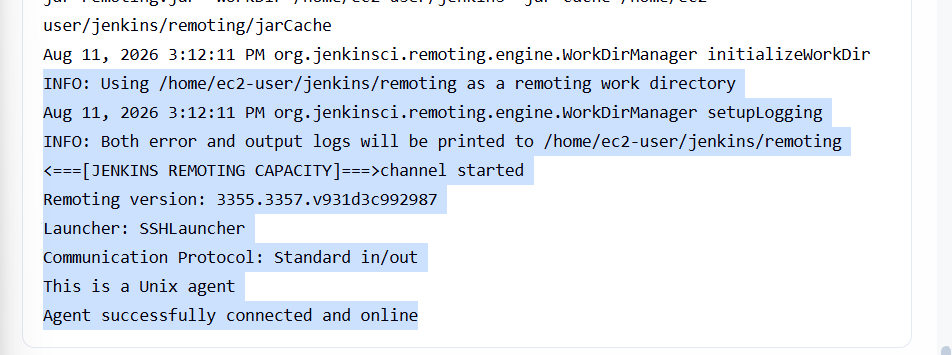 jar remoting.jar -workDir /home/ec2-user/jenkins -jar-cache /home/ec2-
user/jenkins/remoting/jarCache
Aug 11, 2026 3:12:11 PM org.jenkinsci.remoting.engine.WorkDirManager initializeWorkDir
INFO: Using /home/ec2-user/jenkins/remoting as a remoting work directory
Aug 11, 2026 3:12:11 PM org.jenkinsci.remoting.engine.WorkDirManager setupLogging
INFO: Both error and output logs will be printed to /home/ec2-user/jenkins/remoting
<===[JENKINS REMOTING CAPACITY]===>channel started
Remoting version: 3355.3357.v931d3c992987
Launcher: SSHLauncher
Communication Protocol: Standard in/out
This is a Unix agent
Agent successfully connected and online